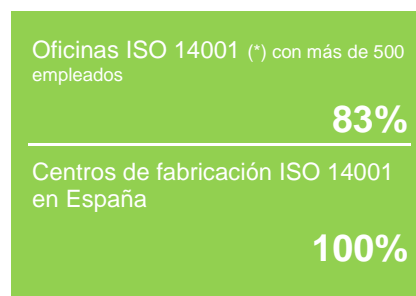 Oficinas ISO 14001 (*) con más de 500
empleados
83%
Centros de fabricación ISO 14001
en España
100%